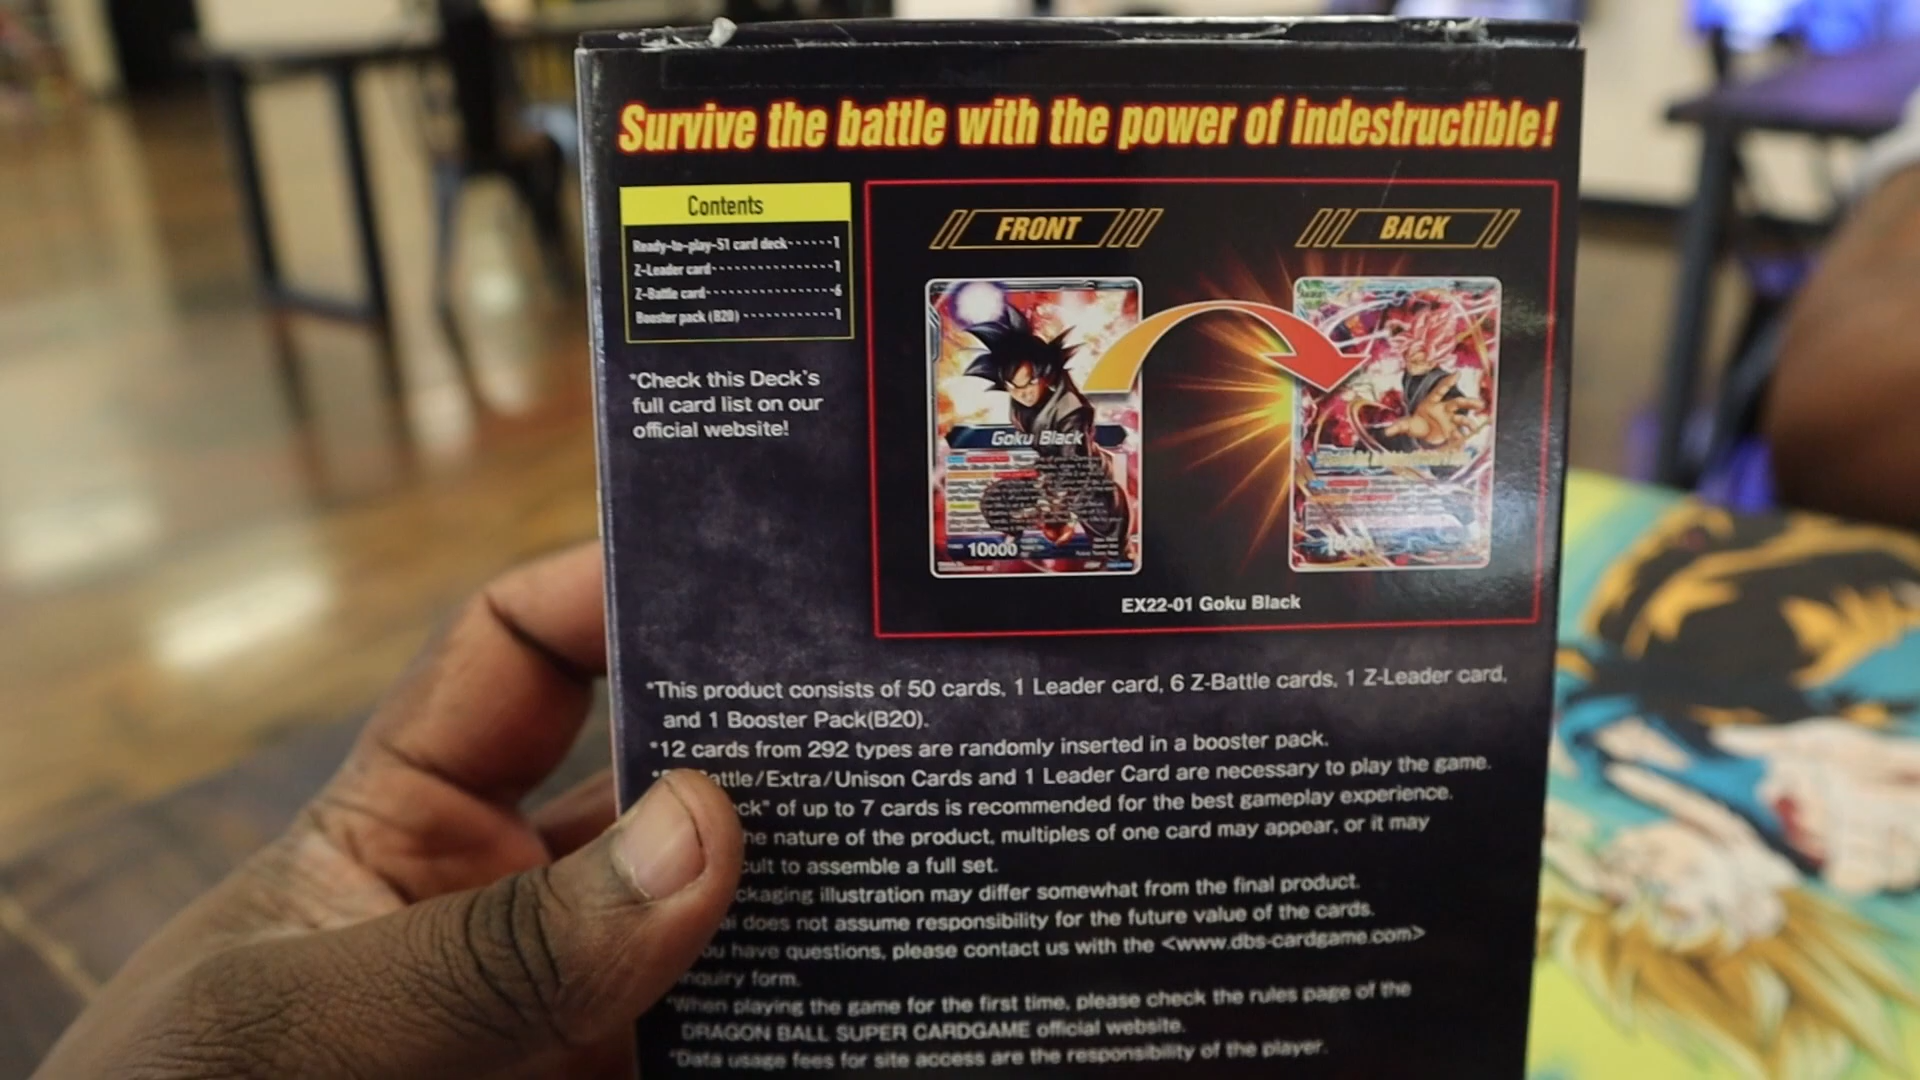 Survive the battle with the power of indestructible!
Contents
Ready-to-play-51 card deck------1
Z-Leader card---------------1
Z-Battle card----------------6
Booster pack (B20)------------1
*Check this Deck's
full card list on our
official website!
FRONT
BACK
Goku Black
10000
EX22-01 Goku Black
*This product consists of 50 cards, 1 Leader card, 6 Z-Battle cards, 1 Z-Leader card,
and 1 Booster Pack(B20).
*12 cards from 292 types are randomly inserted in a booster pack.
attle/Extra/Unison Cards and 1 Leader Card are necessary to play the game.
ck" of up to 7 cards is recommended for the best gameplay experience.
he nature of the product, multiples of one card may appear, or it may
cult to assemble a full set.
ckaging illustration may differ somewhat from the final product.
ai does not assume responsibility for the future value of the cards.
ou have questions, please contact us with the <www.dbs-cardgame.com>
nquiry form.
*When playing the game for the first time, please check the rules page of the
DRAGON BALL SUPER CARDGAME official website.
*Data usage fees for site access are the responsibility of the player.